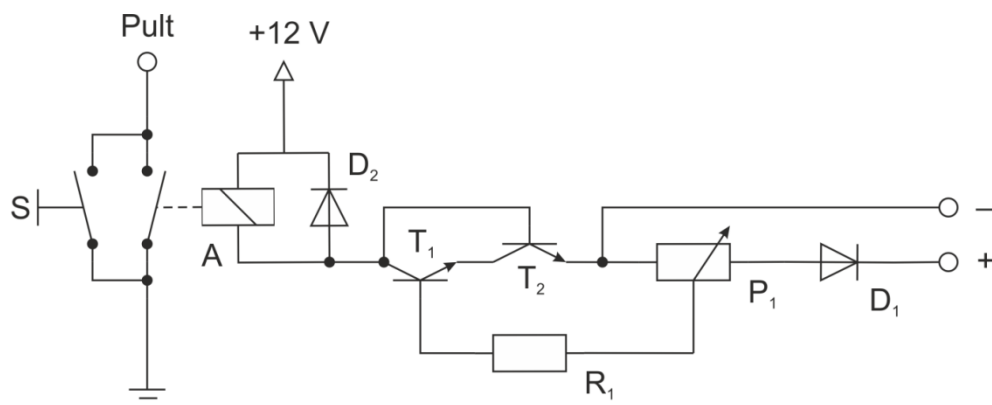 Pult
+12 V
S
A
D₂
T₁
T₂
–
+
P₁
D₁
R₁